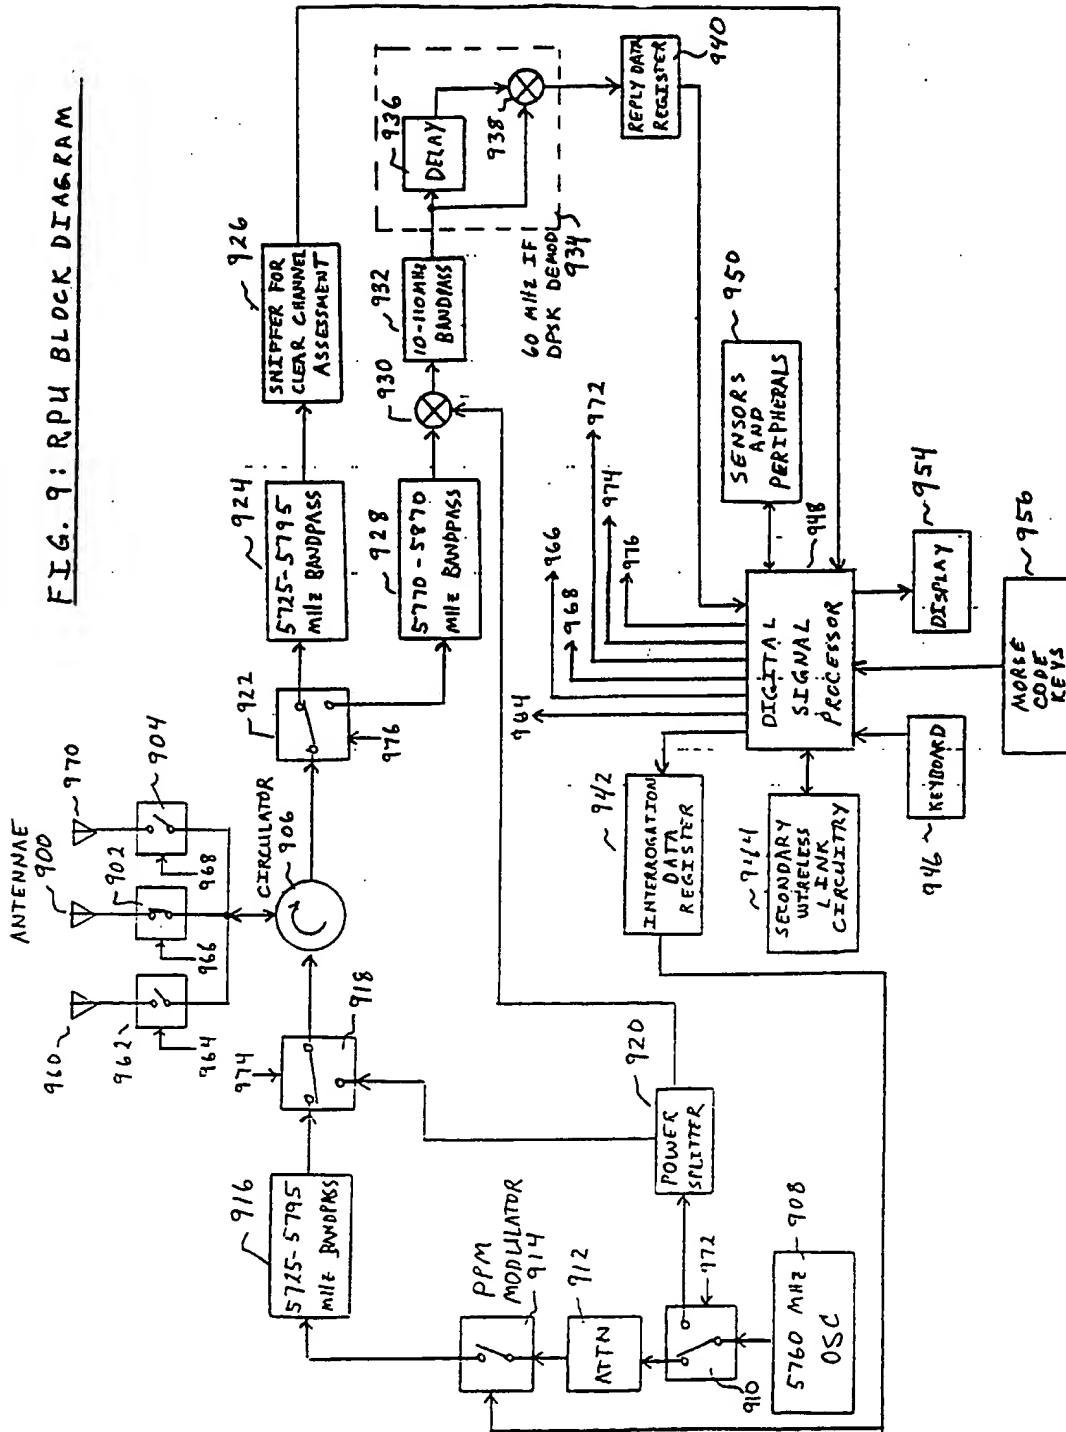 FIG. 9: RPU BLOCK DIAGRAM
ANTENNAE
960
900
970
962
902
904
964
966
968
CIRCULATOR
906
974
918
916
5725-5795
MHz BANDPASS
PPM
MODULATOR
914
912
ATTN
910
972
908
5760 MHz
OSC
920
POWER
SPLITTER
922
976
924
5725-5795
MHz BANDPASS
928
5770-5870
MHz BANDPASS
926
SNIFFER FOR
CLEAR CHANNEL
ASSESSMENT
930
932
10-110MHz
BANDPASS
936
DELAY
938
60 MHz IF
DPSK DEMOD
934
940
REPLY DATA
REGISTER
942
INTERROGATION
DATA
REGISTER
944
SECONDARY
WIRELESS
LINK
CIRCUITRY
946
KEYBOARD
964
966
968
972
974
976
948
DIGITAL
SIGNAL
PROCESSOR
950
SENSORS
AND
PERIPHERALS
954
DISPLAY
956
MORSE
CODE
KEYS